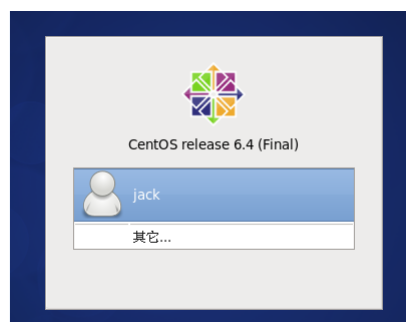 CentOS release 6.4 (Final)
jack
其它...